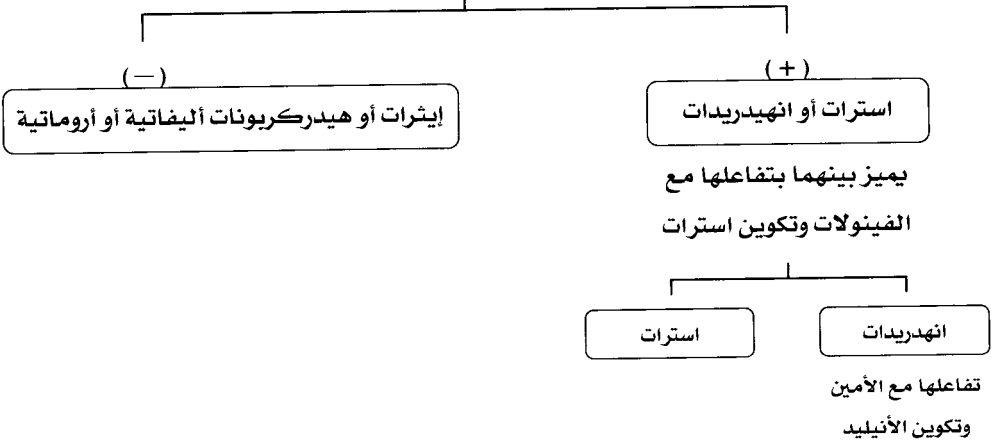 (+)
(—)
استرات أو انهيدريدات
إيثرات أو هيدركربونات أليفاتية أو أروماتية
يميز بينهما بتفاعلها مع
الفينولات وتكوين استرات
انهدريدات
استرات
تفاعلها مع الأمين
وتكوين الأنيليد